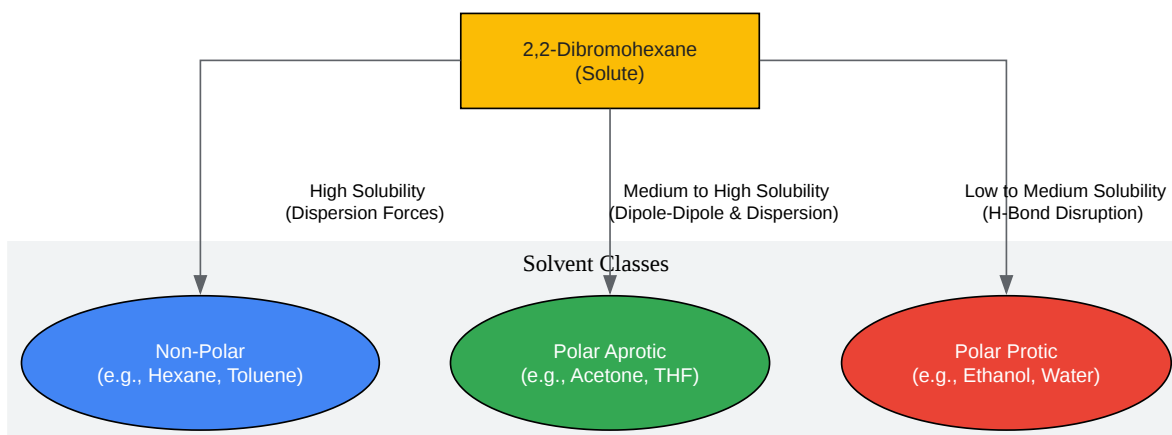 2,2-Dibromohexane
(Solute)
High Solubility
(Dispersion Forces)
Medium to High Solubility
(Dipole-Dipole & Dispersion)
Low to Medium Solubility
(H-Bond Disruption)
Solvent Classes
Non-Polar
(e.g., Hexane, Toluene)
Polar Aprotic
(e.g., Acetone, THF)
Polar Protic
(e.g., Ethanol, Water)